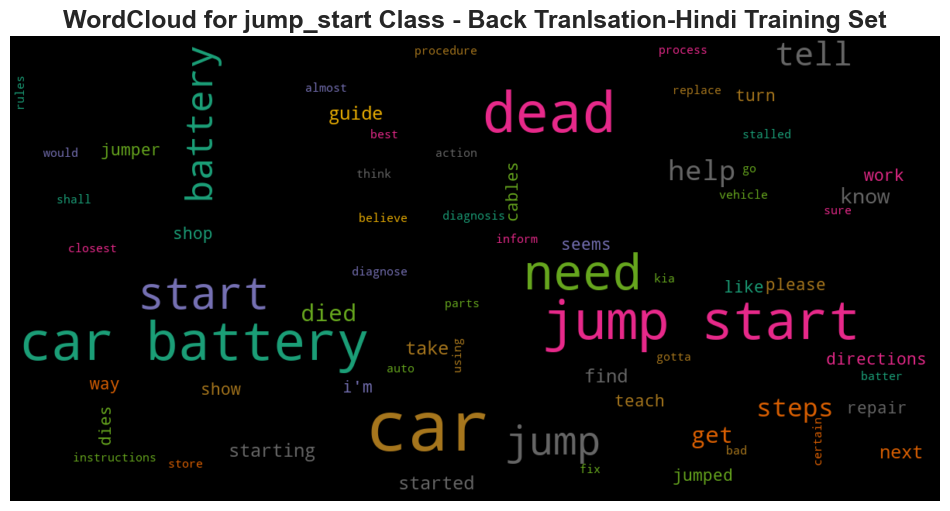 WordCloud for jump_start Class - Back Tranlsation-Hindi Training Set
procedure
process
tell
rules
battery
almost
replace
turn
guide
dead
best
stalled
would
jumper
action
help
go
work
think
cables
vehicle
know
shall
believe
diagnosis
sure
shop
closest
inform
seems
diagnose
need
kia
like
please
start
died
parts
jump start
car battery
take
using
gotta
directions
auto
find
batter
way
show
i'm
teach
steps
repair
dies
car
jump
get
certain
starting
bad
next
instructions
store
fix
jumped
started